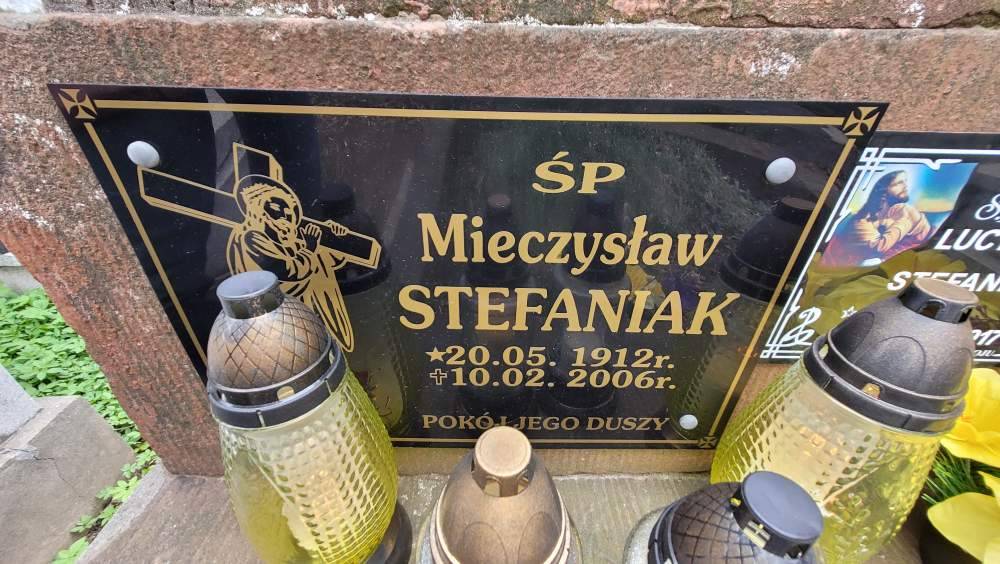 ŚP
Mieczysław
STEFANIAK
★20.05. 1912r.
✝10.02. 2006r.
POKÓJ JEGO DUSZY